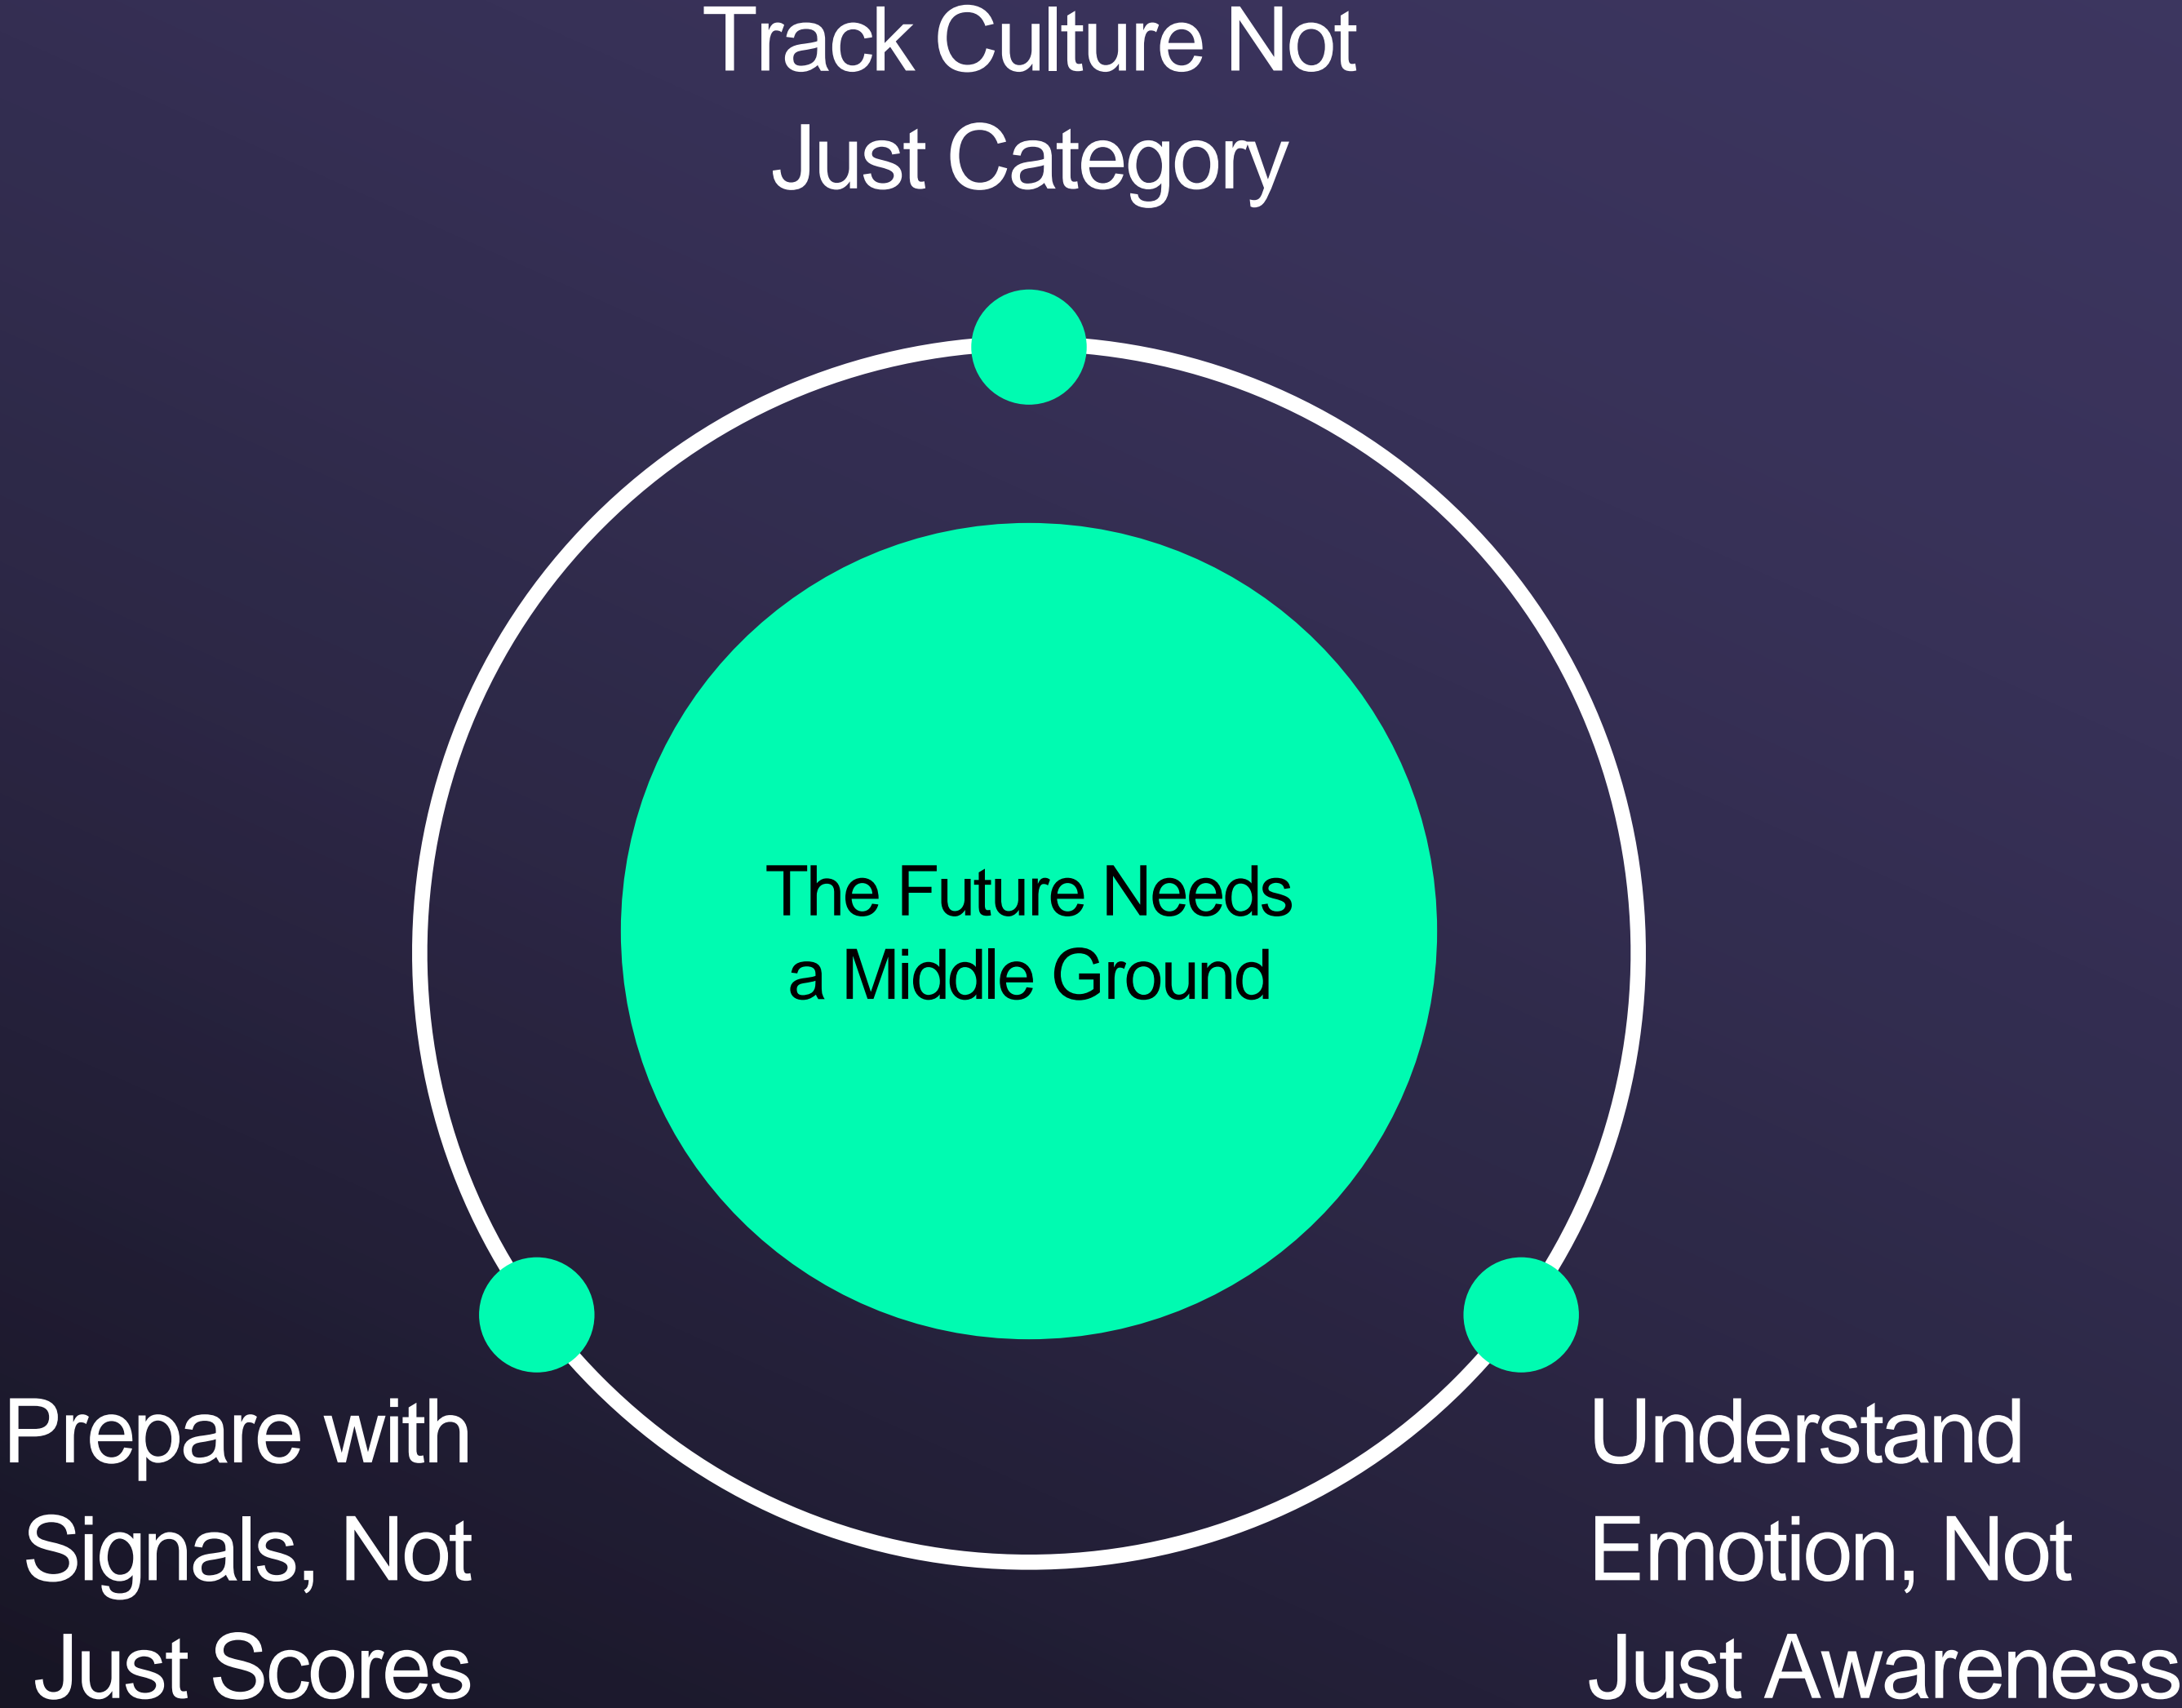 Track Culture Not
Just Category
The Future Needs
a Middle Ground
Prepare with
Signals, Not
Just Scores
Understand
Emotion, Not
Just Awareness